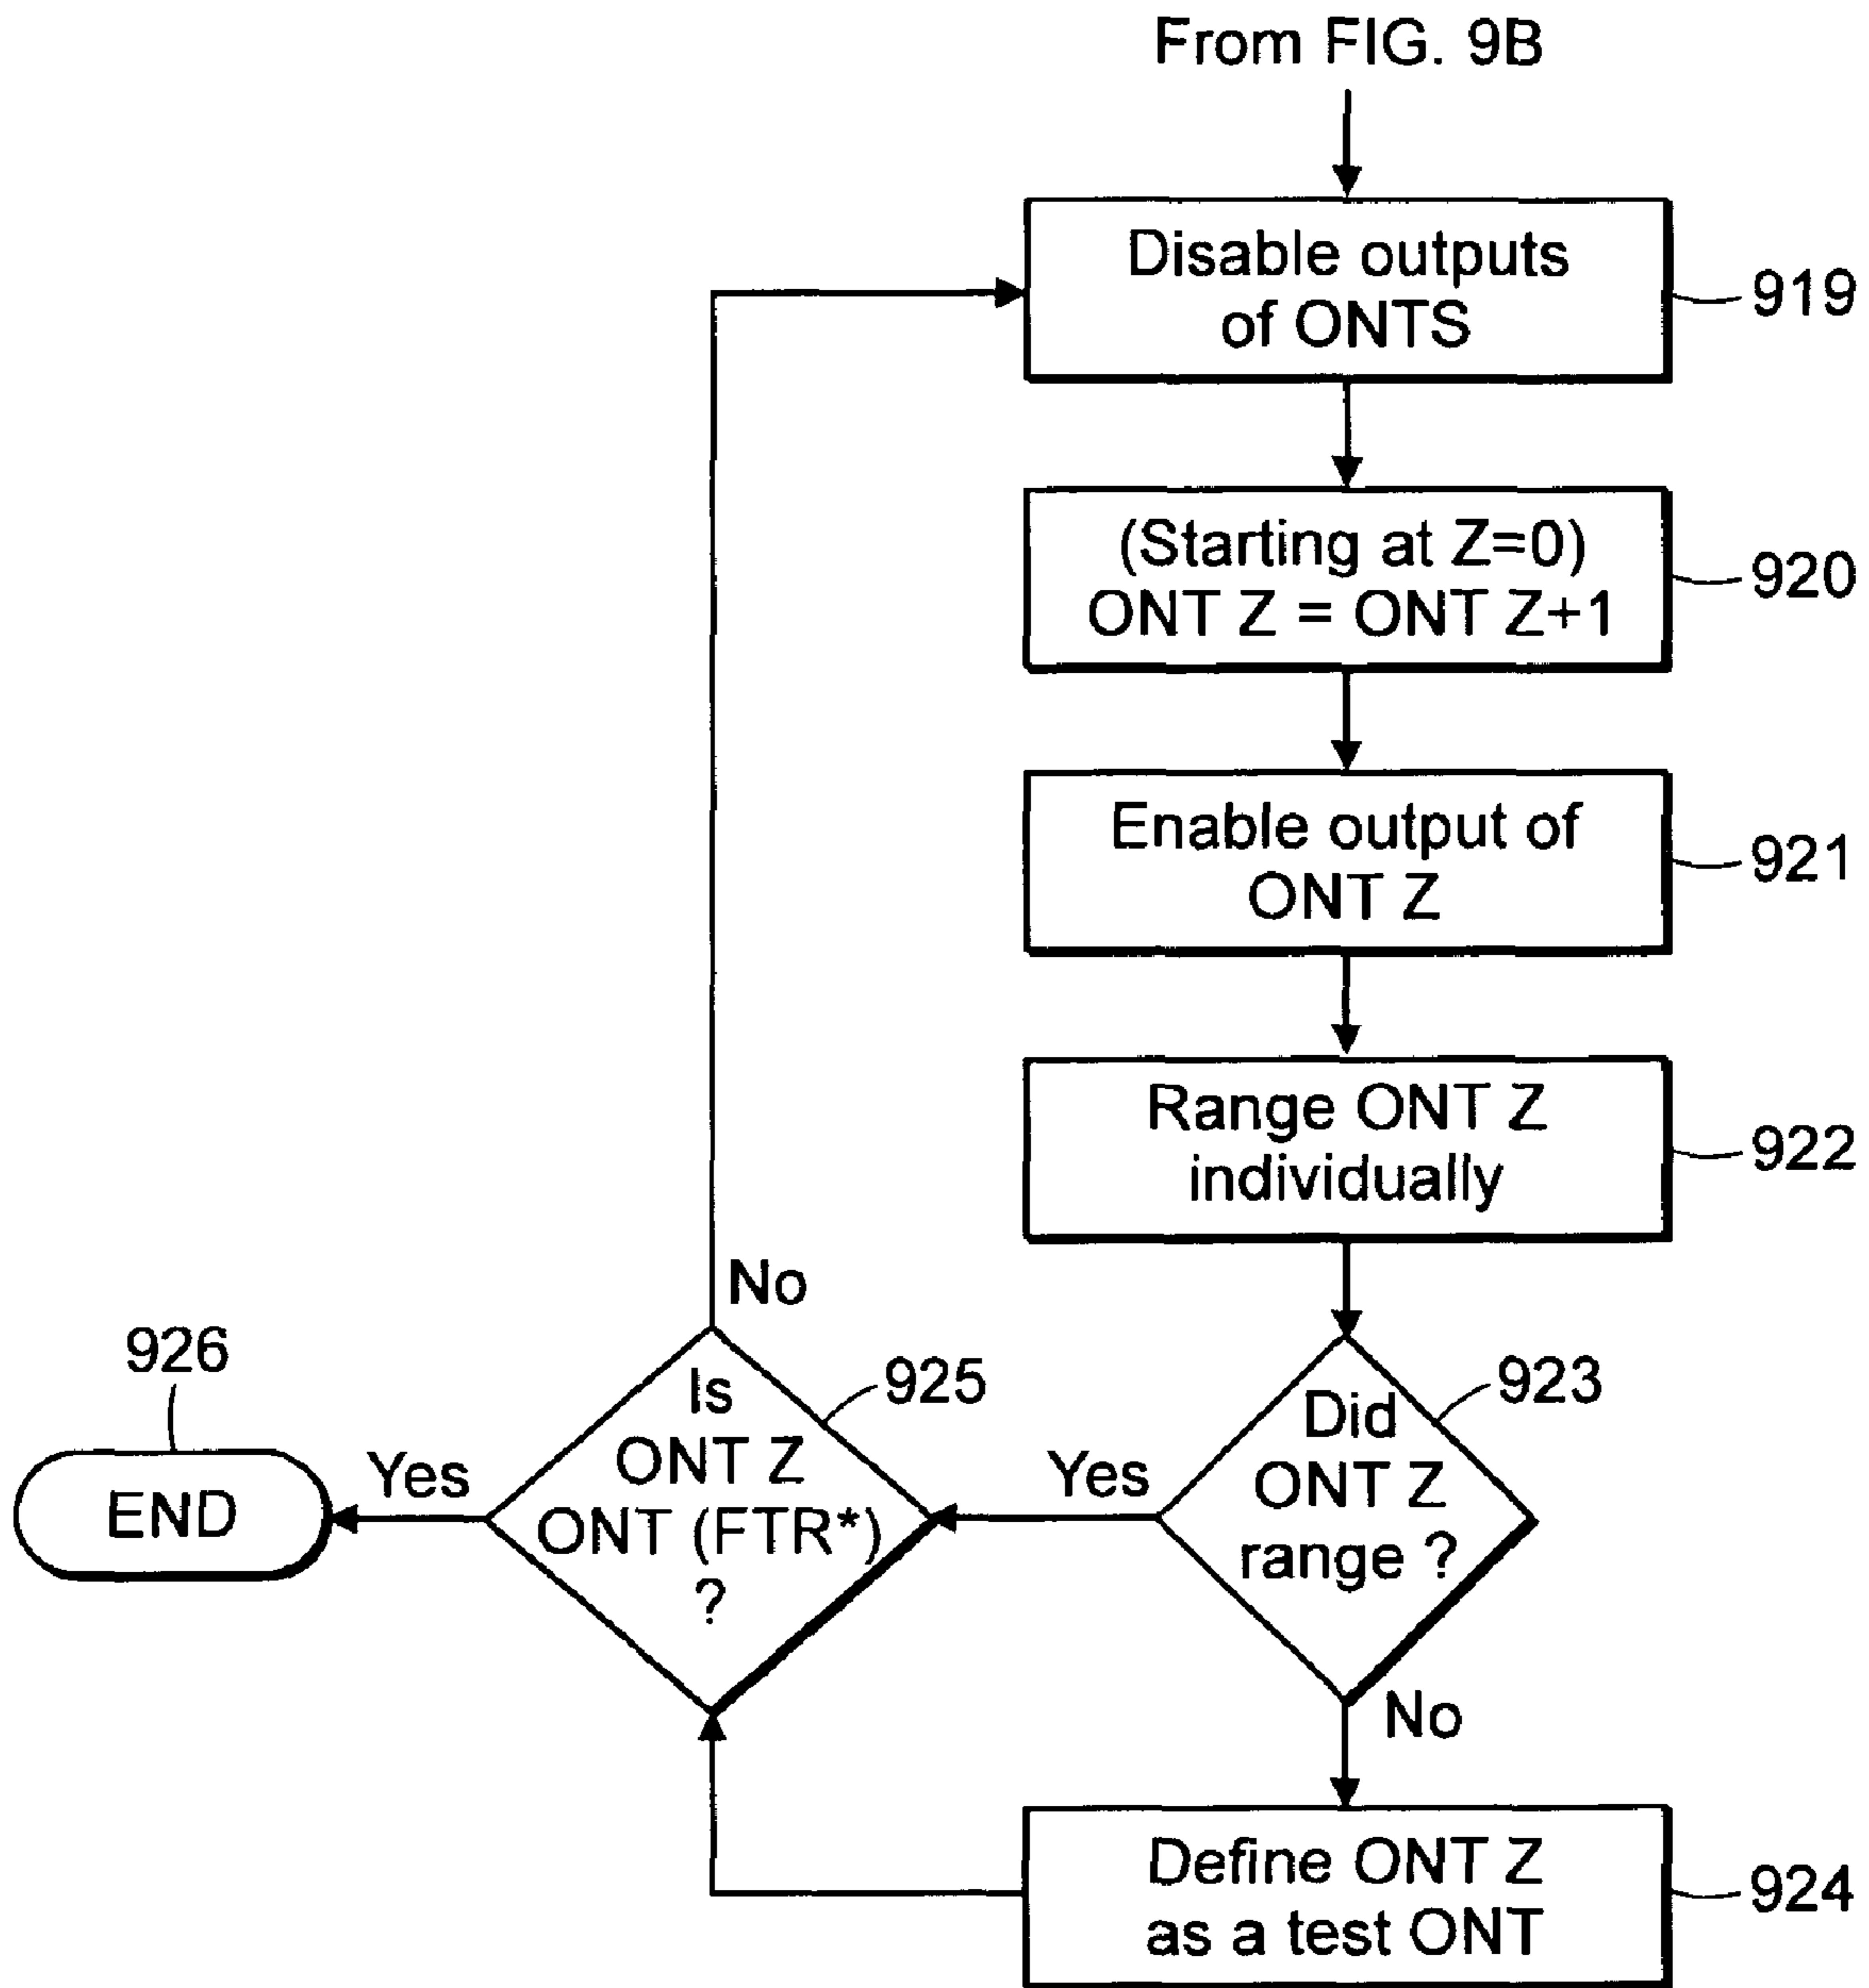 From FIG. 9B
Disable outputs
of ONTS
919
(Starting at Z=0)
ONT Z = ONT Z+1
920
Enable output of
ONT Z
921
Range ONT Z
individually
922
No
926
END
Yes
Is
ONT Z
ONT (FTR*)
?
925
Yes
Did
ONT Z
range ?
923
No
Define ONT Z
as a test ONT
924